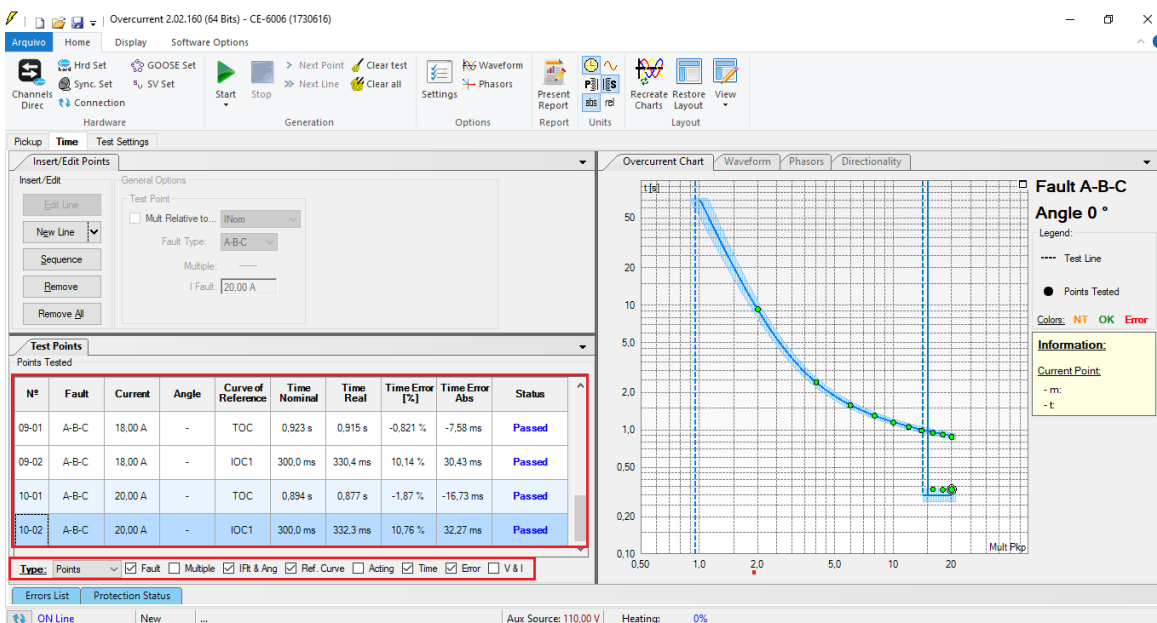 Overcurrent 2.02.160 (64 Bits) - CE-6006 (1730616)
Arquivo Home Display Software Options
Channels Direc
Hrd Set
Sync. Set
Connection
GOOSE Set
SV Set
Hardware
Start
Stop
Next Point
Next Line
Clear test
Clear all
Generation
Settings
Waveform
Phasors
Options
Present Report
Report
abs rel
Units
Recreate Charts
Restore Layout
View
Layout
Pickup Time Test Settings
Insert/Edit Points
Insert/Edit
Edit Line
New Line
Sequence
Remove
Remove All
General Options
Test Point
Mult Relative to... INom
Fault Type: A-B-C
Multiple: ----
I Fault: 20,00 A
Test Points
Points Tested
Nº Fault Current Angle Curve of Reference Time Nominal Time Real Time Error [%] Time Error Abs Status
09-01 A-B-C 18,00 A - TOC 0,923 s 0,915 s -0,821 % -7,58 ms Passed
09-02 A-B-C 18,00 A - IOC1 300,0 ms 330,4 ms 10,14 % 30,43 ms Passed
10-01 A-B-C 20,00 A - TOC 0,894 s 0,877 s -1,87 % -16,73 ms Passed
10-02 A-B-C 20,00 A - IOC1 300,0 ms 332,3 ms 10,76 % 32,27 ms Passed
Type: Points Fault Multiple IFlt & Ang Ref. Curve Acting Time Error V & I
Errors List Protection Status
Overcurrent Chart Waveform Phasors Directionality
t [s]
50
20
10
5,0
2,0
1,0
0,50
0,20
0,10
Mult Pkp
0,50 1,0 2,0 5,0 10 20
Fault A-B-C
Angle 0 °
Legend:
---- Test Line
Points Tested
Colors: NT OK Error
Information:
Current Point:
- m:
- t:
ON Line New ... Aux Source: 110,00 V Heating: 0%